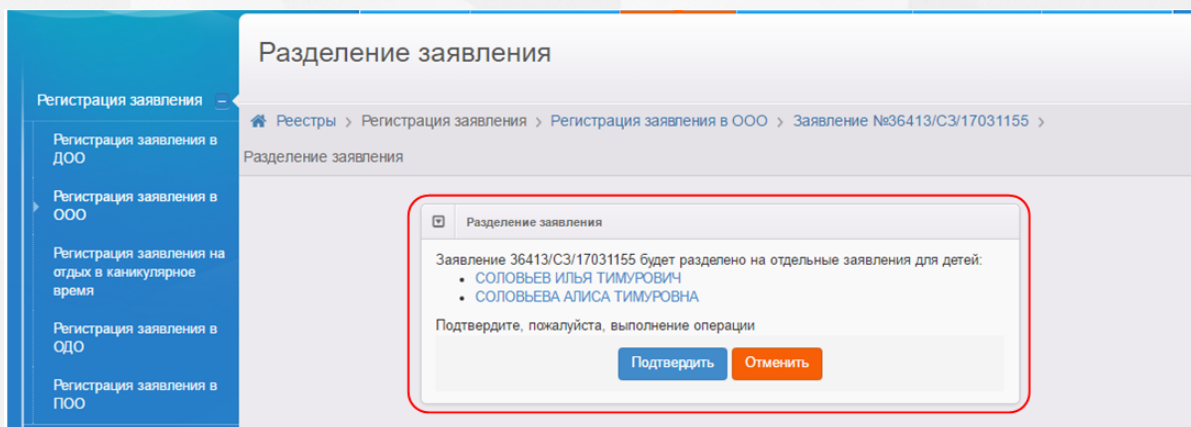 Разделение заявления
Регистрация заявления
Регистрация заявления в
ДОО
Регистрация заявления в
ООО
Регистрация заявления на
отдых в каникулярное
время
Регистрация заявления в
ОДО
Регистрация заявления в
ПОО
Реестры > Регистрация заявления > Регистрация заявления в ООО > Заявление №36413/СЗ/17031155 >
Разделение заявления
Разделение заявления
Заявление 36413/СЗ/17031155 будет разделено на отдельные заявления для детей:
• СОЛОВЬЕВ ИЛЬЯ ТИМУРОВИЧ
• СОЛОВЬЕВА АЛИСА ТИМУРОВНА
Подтвердите, пожалуйста, выполнение операции
Подтвердить Отменить